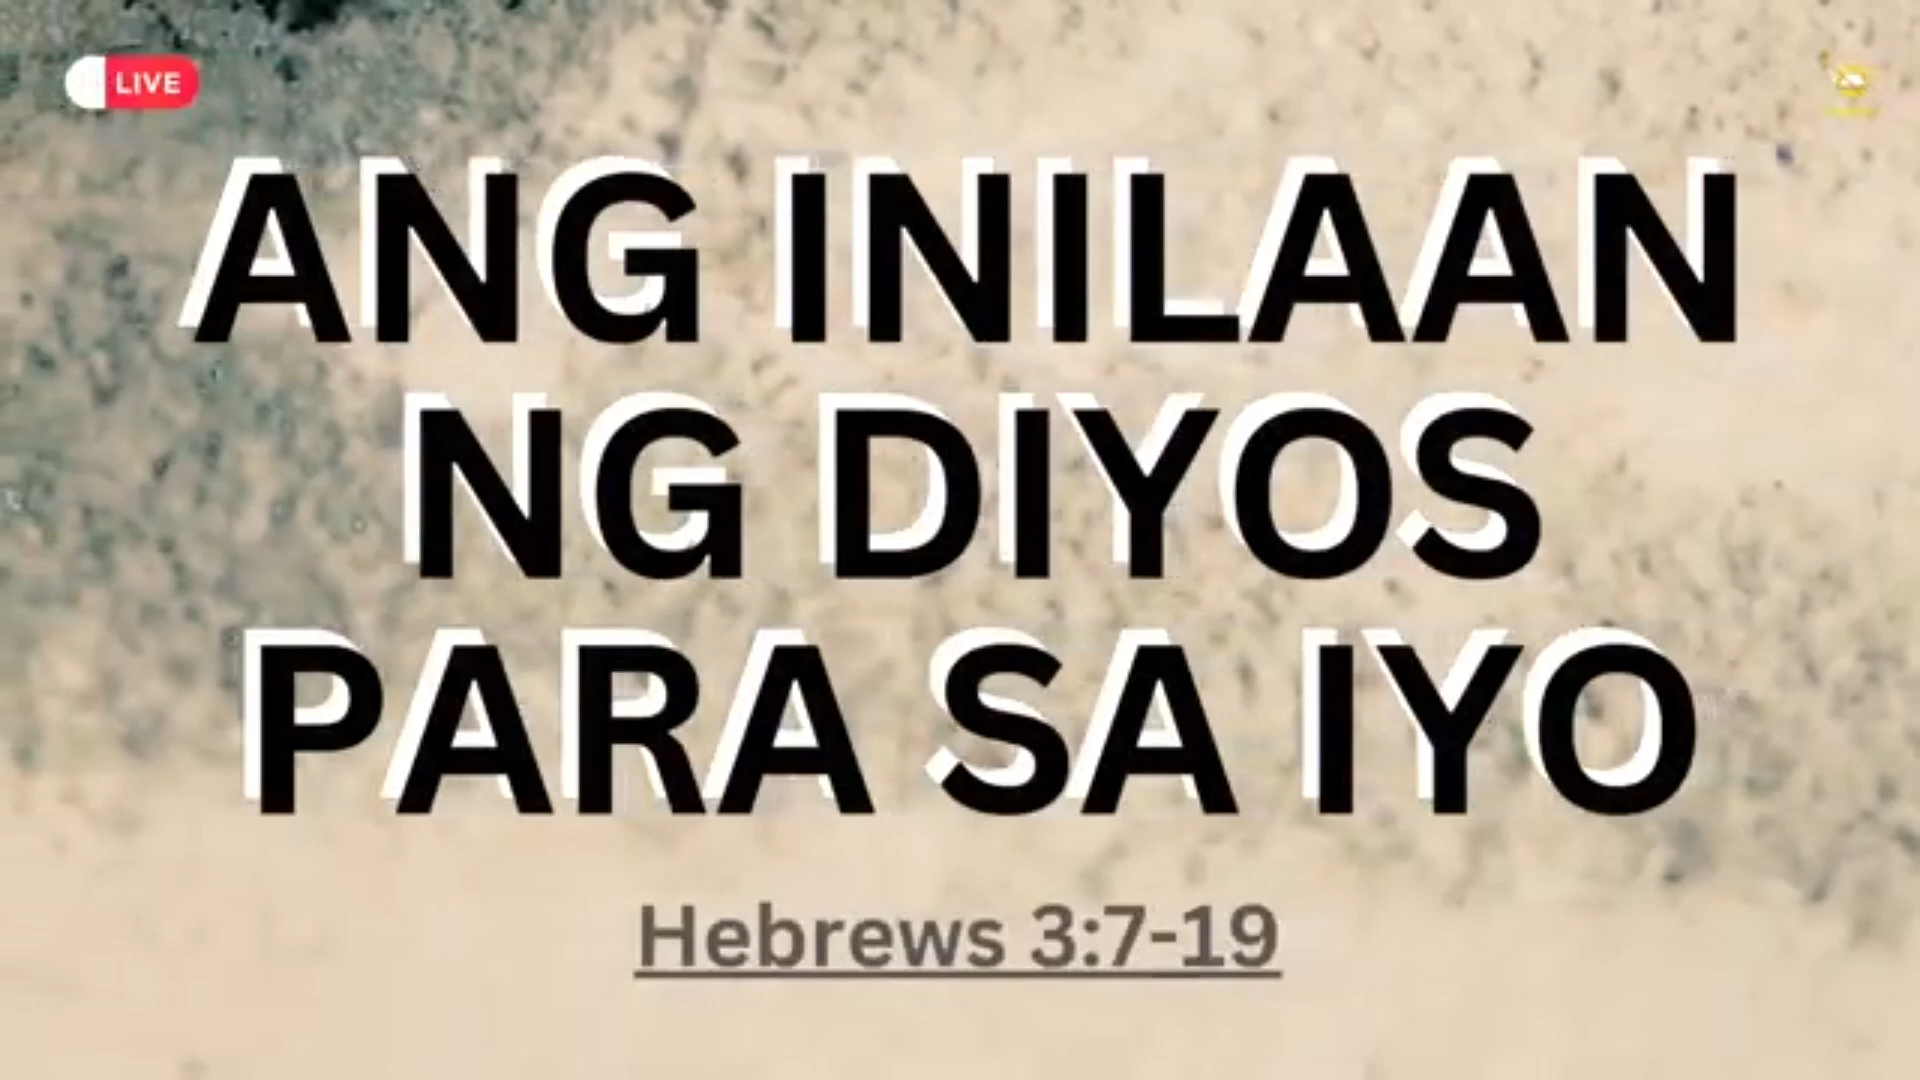 LIVE
ANG INILAAN
NG DIYOS
PARA SA IYO
Hebrews 3:7-19